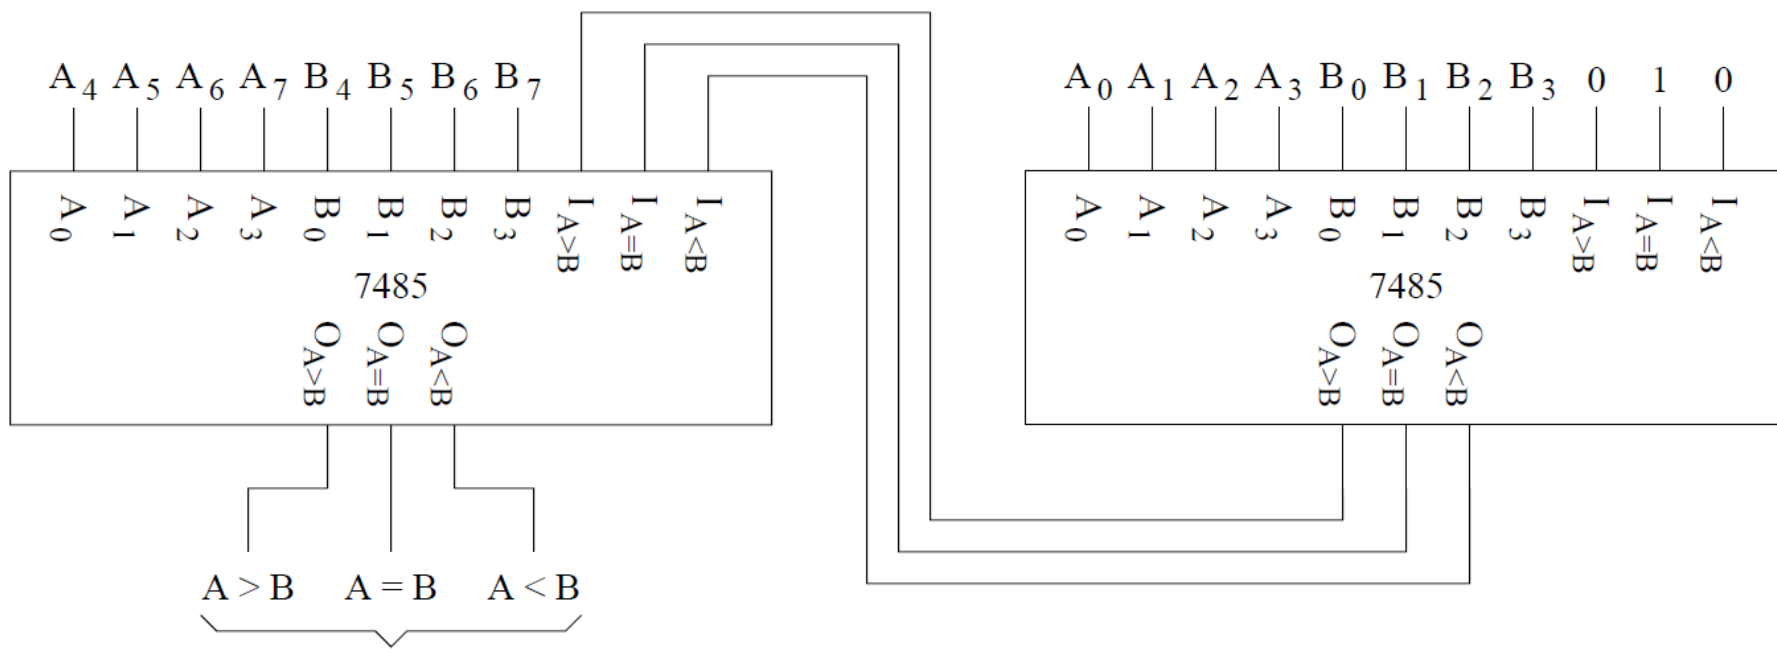 A4 A5 A6 A7 B4 B5 B6 B7
A0 A1 A2 A3 B0 B1 B2 B3 0 1 0
A0 A1 A2 A3 B0 B1 B2 B3 IA>B IA=B IA<B
7485
OA>B OA=B OA<B
A0 A1 A2 A3 B0 B1 B2 B3 IA>B IA=B IA<B
7485
OA>B OA=B OA<B
A > B A = B A < B